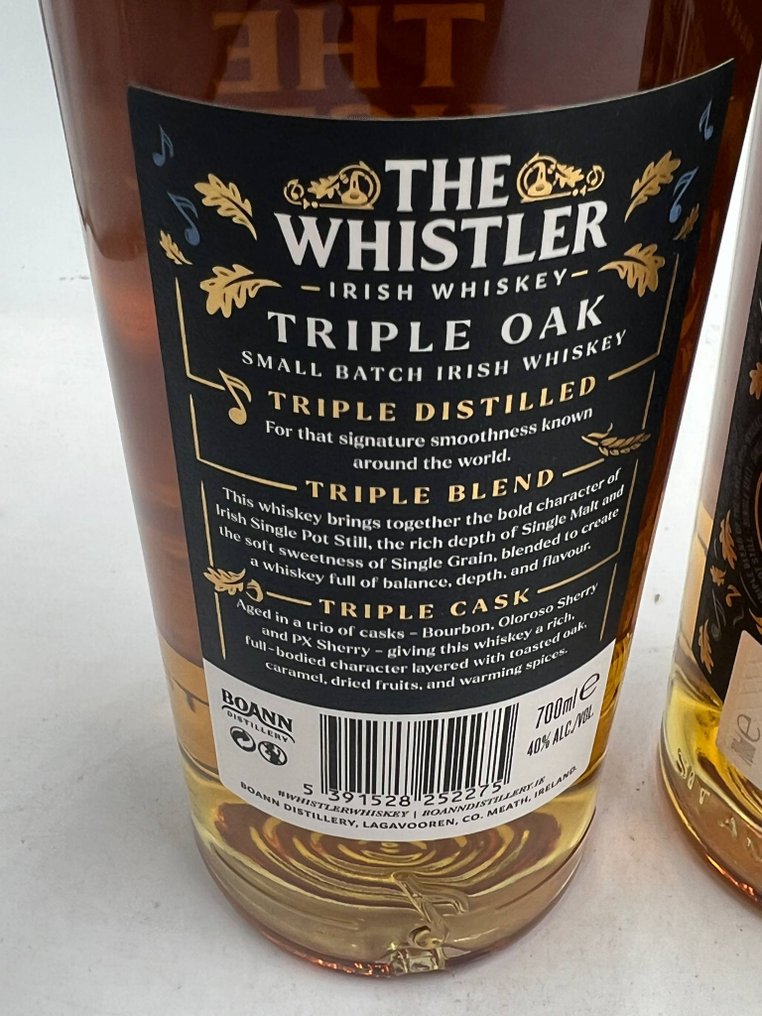 THE
WHISTLER
IRISH WHISKEY
TRIPLE OAK
SMALL BATCH IRISH WHISKEY
TRIPLE DISTILLED
For that signature smoothness known
around the world.
TRIPLE BLEND
This whiskey brings together the bold character of
Irish Single Pot Still, the rich depth of Single Malt and
the soft sweetness of Single Grain, blended to create
a whiskey full of balance, depth, and flavour.
TRIPLE CASK
Aged in a trio of casks – Bourbon, Oloroso Sherry
and PX Sherry – giving this whiskey a rich,
full-bodied character layered with toasted oak,
caramel, dried fruits, and warming spices.
BOANN
DISTILLERY
700ml e
40% ALC/VOL.
5 391528 252275
#WHISTLERWHISKEY | BOANNDISTILLERY.IE
BOANN DISTILLERY, LAGAVOOREN, CO. MEATH, IRELAND.